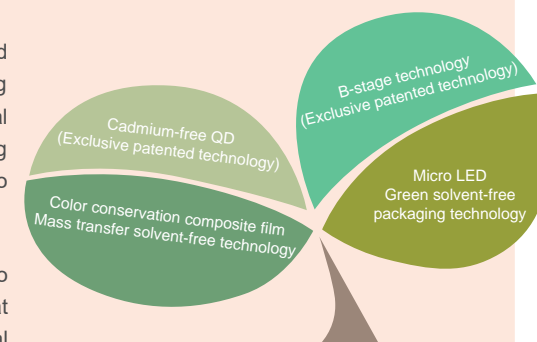 Cadmium-free QD
(Exclusive patented technology)
Color conservation composite film
Mass transfer solvent-free technology
B-stage technology
(Exclusive patented technology)
Micro LED
Green solvent-free
packaging technology